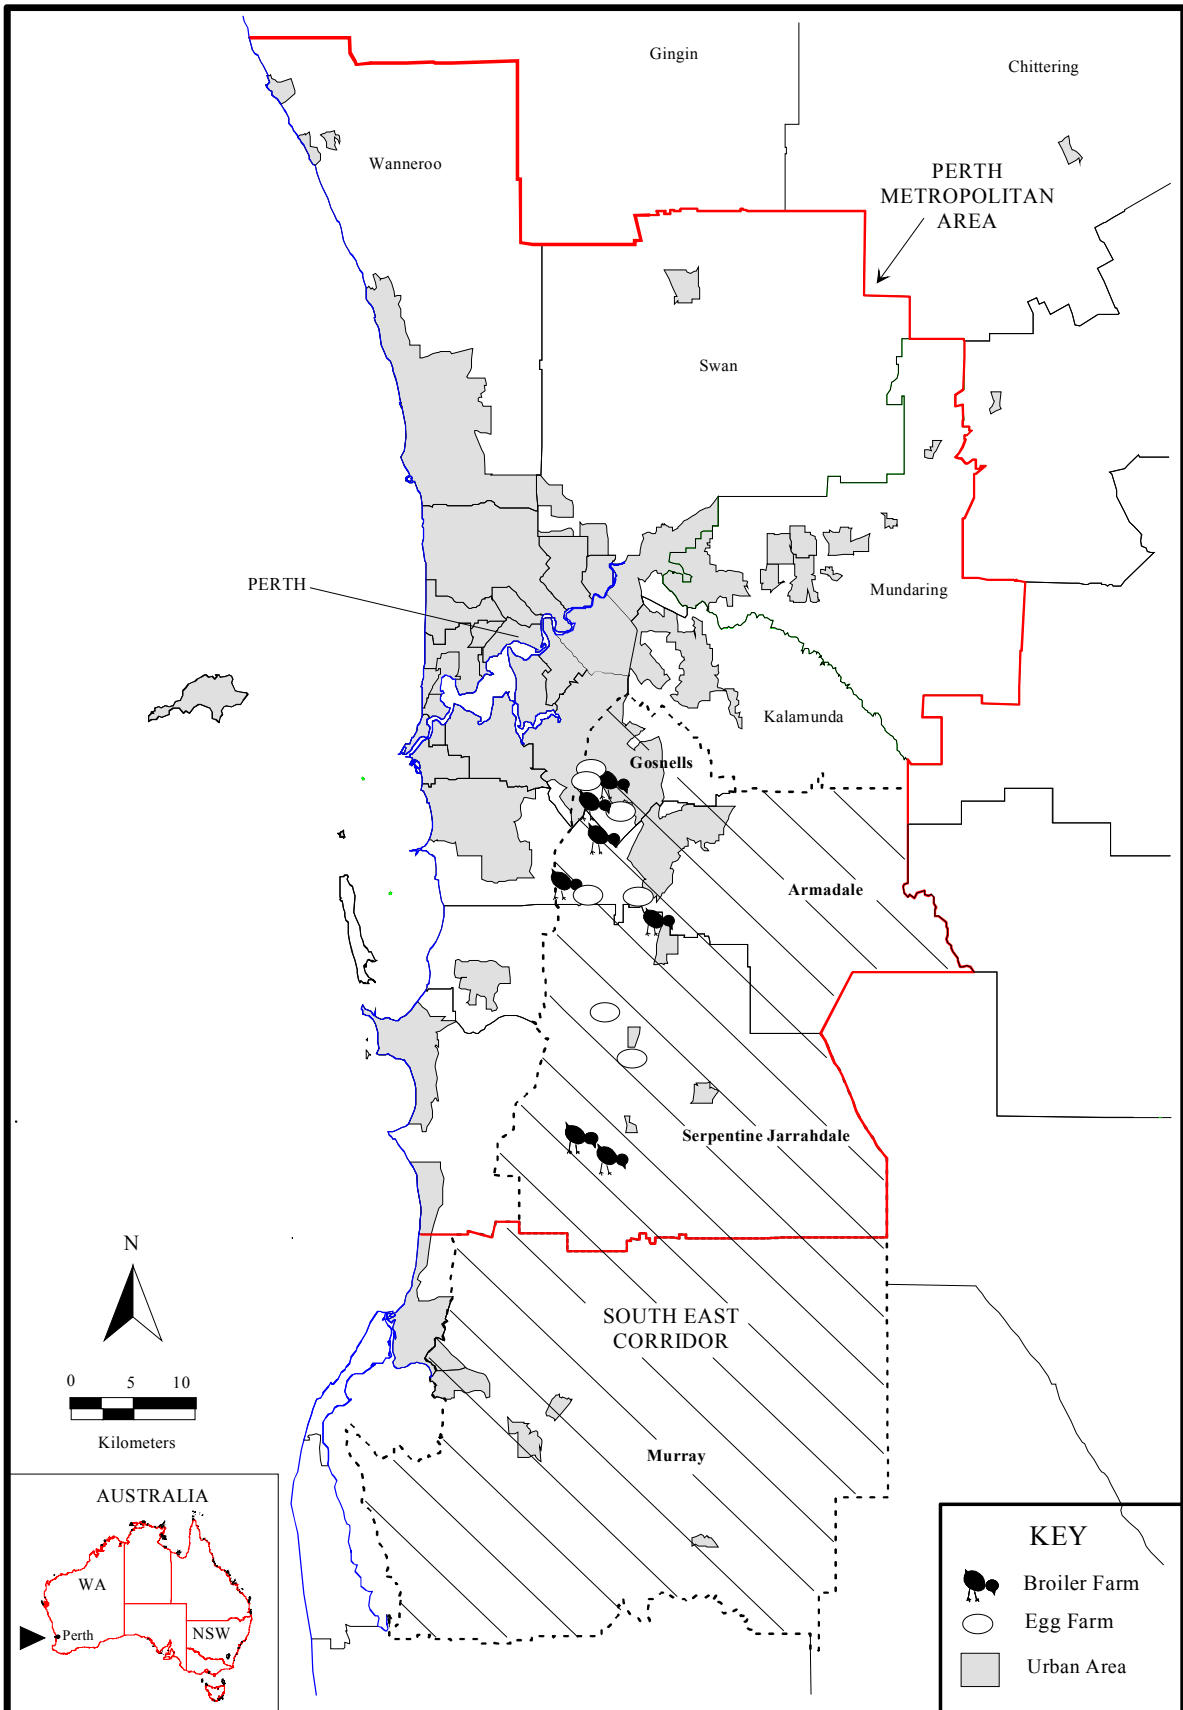 Gingin
Chittering
Wanneroo
PERTH
METROPOLITAN
AREA
Swan
PERTH
Mundaring
Kalamunda
Gosnells
Armadale
Serpentine Jarrahdale
N
SOUTH EAST
CORRIDOR
0 5 10
Kilometers
Murray
AUSTRALIA
WA
Perth
NSW
KEY
Broiler Farm
Egg Farm
Urban Area